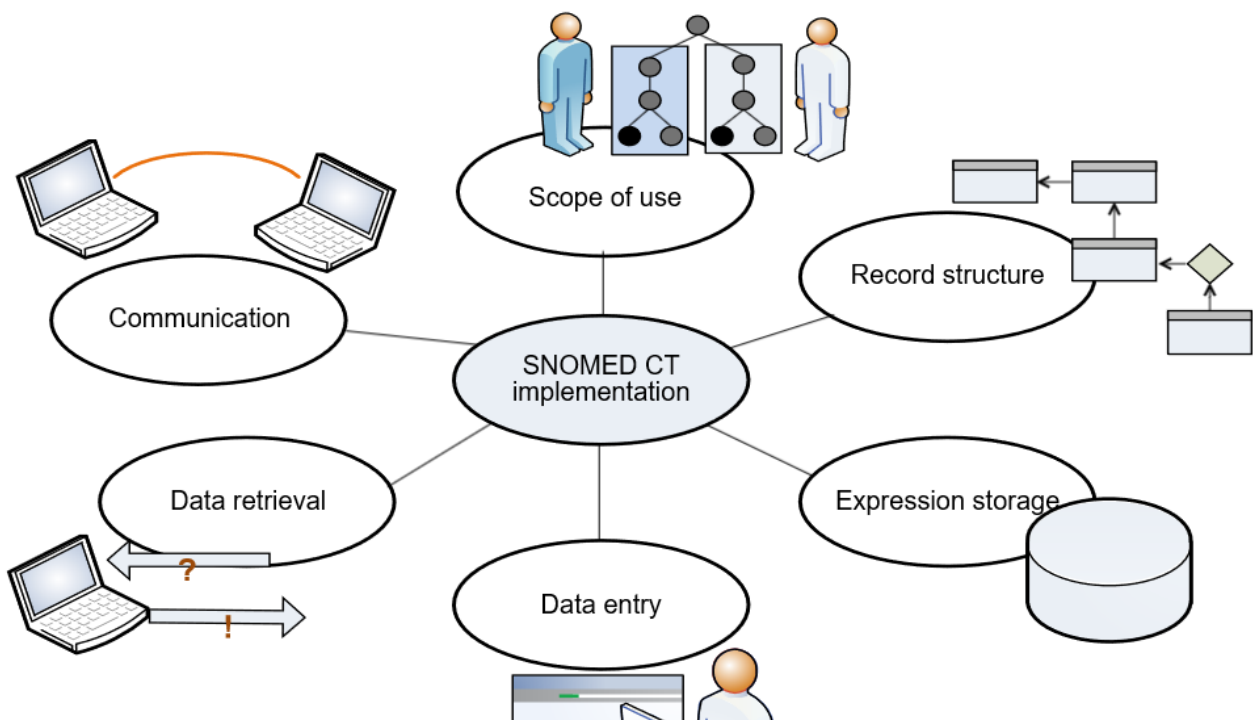 Scope of use
Record structure
Communication
SNOMED CT
implementation
Data retrieval
Expression storage
Data entry
?
!